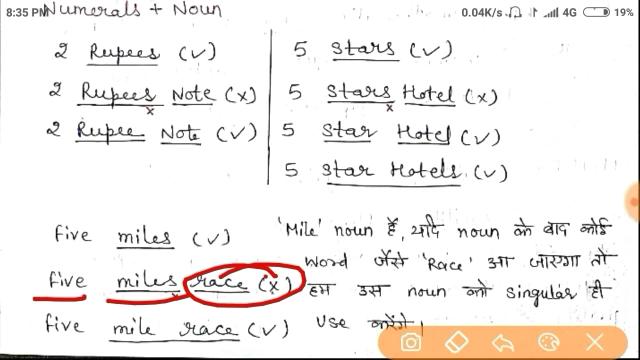 8:35 PM
0.04K/s 4G 19%
Numerals + Noun
2 Rupees (✓)
2 Rupees Note (x)
x
2 Rupee Note (✓)
5 Stars (✓)
5 Stars Hotel (x)
x
5 Star Hotel (✓)
5 Star Hotels (✓)
five miles (✓)
five miles race (x)
x
five mile race (✓)
'Mile' noun हैं, यदि noun के बाद कोई
word जैसे 'Race' आ जाएगा तो
हम उस noun को singular ही
use करेंगे।